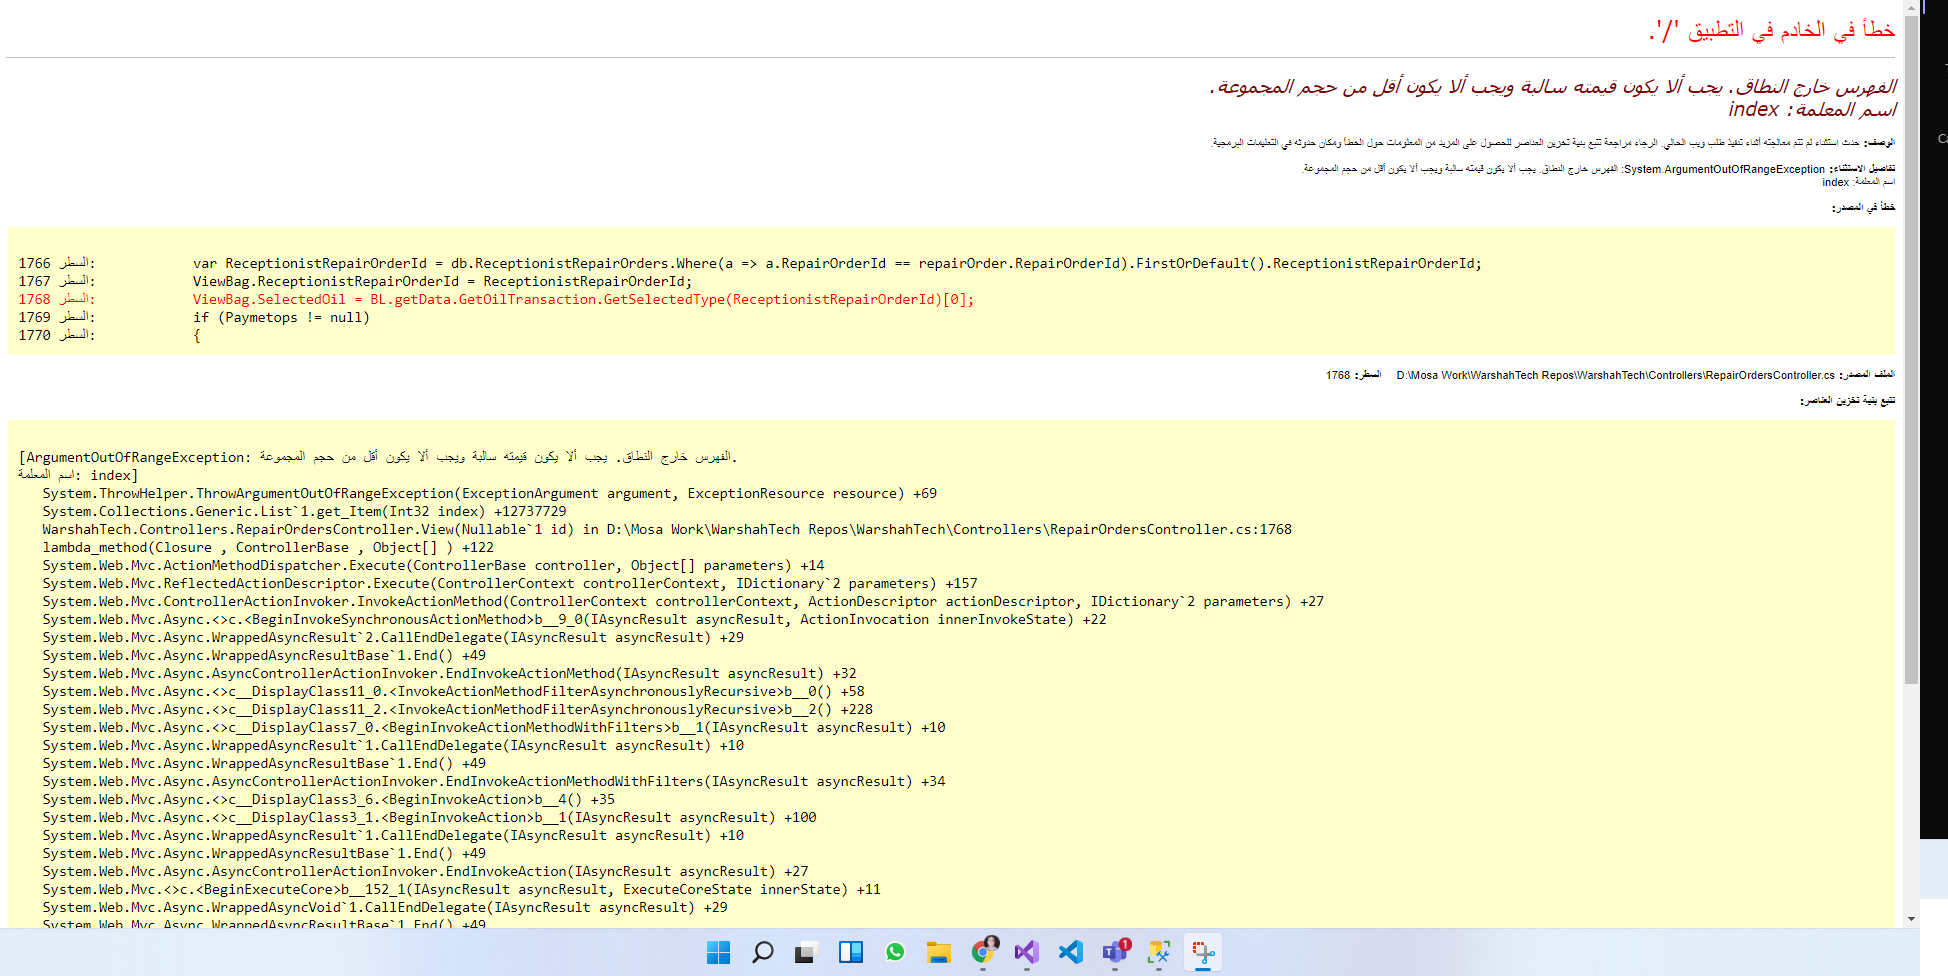 خطأ في الخادم في التطبيق '/'.
الفهرس خارج النطاق. يجب ألا يكون قيمته سالبة ويجب ألا يكون أقل من حجم المجموعة.
اسم المعلمة: index
الوصف: حدث استثناء لم تتم معالجته أثناء تنفيذ طلب ويب الحالي. الرجاء مراجعة تتبع بنية تخزين العناصر للحصول على المزيد من المعلومات حول الخطأ ومكان حدوثه في التعليمات البرمجية.
تفاصيل الاستثناء: System.ArgumentOutOfRangeException: الفهرس خارج النطاق. يجب ألا يكون قيمته سالبة ويجب ألا يكون أقل من حجم المجموعة.
اسم المعلمة: index
خطأ في المصدر:
السطر 1766:            var ReceptionistRepairOrderId = db.ReceptionistRepairOrders.Where(a => a.RepairOrderId == repairOrder.RepairOrderId).FirstOrDefault().ReceptionistRepairOrderId;
السطر 1767:            ViewBag.ReceptionistRepairOrderId = ReceptionistRepairOrderId;
السطر 1768:            ViewBag.SelectedOil = BL.getData.GetOilTransaction.GetSelectedType(ReceptionistRepairOrderId)[0];
السطر 1769:            if (Paymetops != null)
السطر 1770:            {
الملف المصدر: D:\Mosa Work\WarshahTech Repos\WarshahTech\Controllers\RepairOrdersController.cs    السطر: 1768
تتبع بنية تخزين العناصر:
[ArgumentOutOfRangeException: الفهرس خارج النطاق. يجب ألا يكون قيمته سالبة ويجب ألا يكون أقل من حجم المجموعة.
اسم المعلمة: index]
System.ThrowHelper.ThrowArgumentOutOfRangeException(ExceptionArgument argument, ExceptionResource resource) +69
System.Collections.Generic.List`1.get_Item(Int32 index) +12737729
WarshahTech.Controllers.RepairOrdersController.View(Nullable`1 id) in D:\Mosa Work\WarshahTech Repos\WarshahTech\Controllers\RepairOrdersController.cs:1768
lambda_method(Closure , ControllerBase , Object[] ) +122
System.Web.Mvc.ActionMethodDispatcher.Execute(ControllerBase controller, Object[] parameters) +14
System.Web.Mvc.ReflectedActionDescriptor.Execute(ControllerContext controllerContext, IDictionary`2 parameters) +157
System.Web.Mvc.ControllerActionInvoker.InvokeActionMethod(ControllerContext controllerContext, ActionDescriptor actionDescriptor, IDictionary`2 parameters) +27
System.Web.Mvc.Async.<>c.<BeginInvokeSynchronousActionMethod>b__9_0(IAsyncResult asyncResult, ActionInvocation innerInvokeState) +22
System.Web.Mvc.Async.WrappedAsyncResult`2.CallEndDelegate(IAsyncResult asyncResult) +29
System.Web.Mvc.Async.WrappedAsyncResultBase`1.End() +49
System.Web.Mvc.Async.AsyncControllerActionInvoker.EndInvokeActionMethod(IAsyncResult asyncResult) +32
System.Web.Mvc.Async.<>c__DisplayClass11_0.<InvokeActionMethodFilterAsynchronouslyRecursive>b__0() +58
System.Web.Mvc.Async.<>c__DisplayClass11_2.<InvokeActionMethodFilterAsynchronouslyRecursive>b__2() +228
System.Web.Mvc.Async.<>c__DisplayClass7_0.<BeginInvokeActionMethodWithFilters>b__1(IAsyncResult asyncResult) +10
System.Web.Mvc.Async.WrappedAsyncResult`1.CallEndDelegate(IAsyncResult asyncResult) +10
System.Web.Mvc.Async.WrappedAsyncResultBase`1.End() +49
System.Web.Mvc.Async.AsyncControllerActionInvoker.EndInvokeActionMethodWithFilters(IAsyncResult asyncResult) +34
System.Web.Mvc.Async.<>c__DisplayClass3_6.<BeginInvokeAction>b__4() +35
System.Web.Mvc.Async.<>c__DisplayClass3_1.<BeginInvokeAction>b__1(IAsyncResult asyncResult) +100
System.Web.Mvc.Async.WrappedAsyncResult`1.CallEndDelegate(IAsyncResult asyncResult) +10
System.Web.Mvc.Async.WrappedAsyncResultBase`1.End() +49
System.Web.Mvc.Async.AsyncControllerActionInvoker.EndInvokeAction(IAsyncResult asyncResult) +27
System.Web.Mvc.<>c.<BeginExecuteCore>b__152_1(IAsyncResult asyncResult, ExecuteCoreState innerState) +11
System.Web.Mvc.Async.WrappedAsyncVoid`1.CallEndDelegate(IAsyncResult asyncResult) +29
System.Web.Mvc.Async.WrappedAsyncResultBase`1.End() +49
1